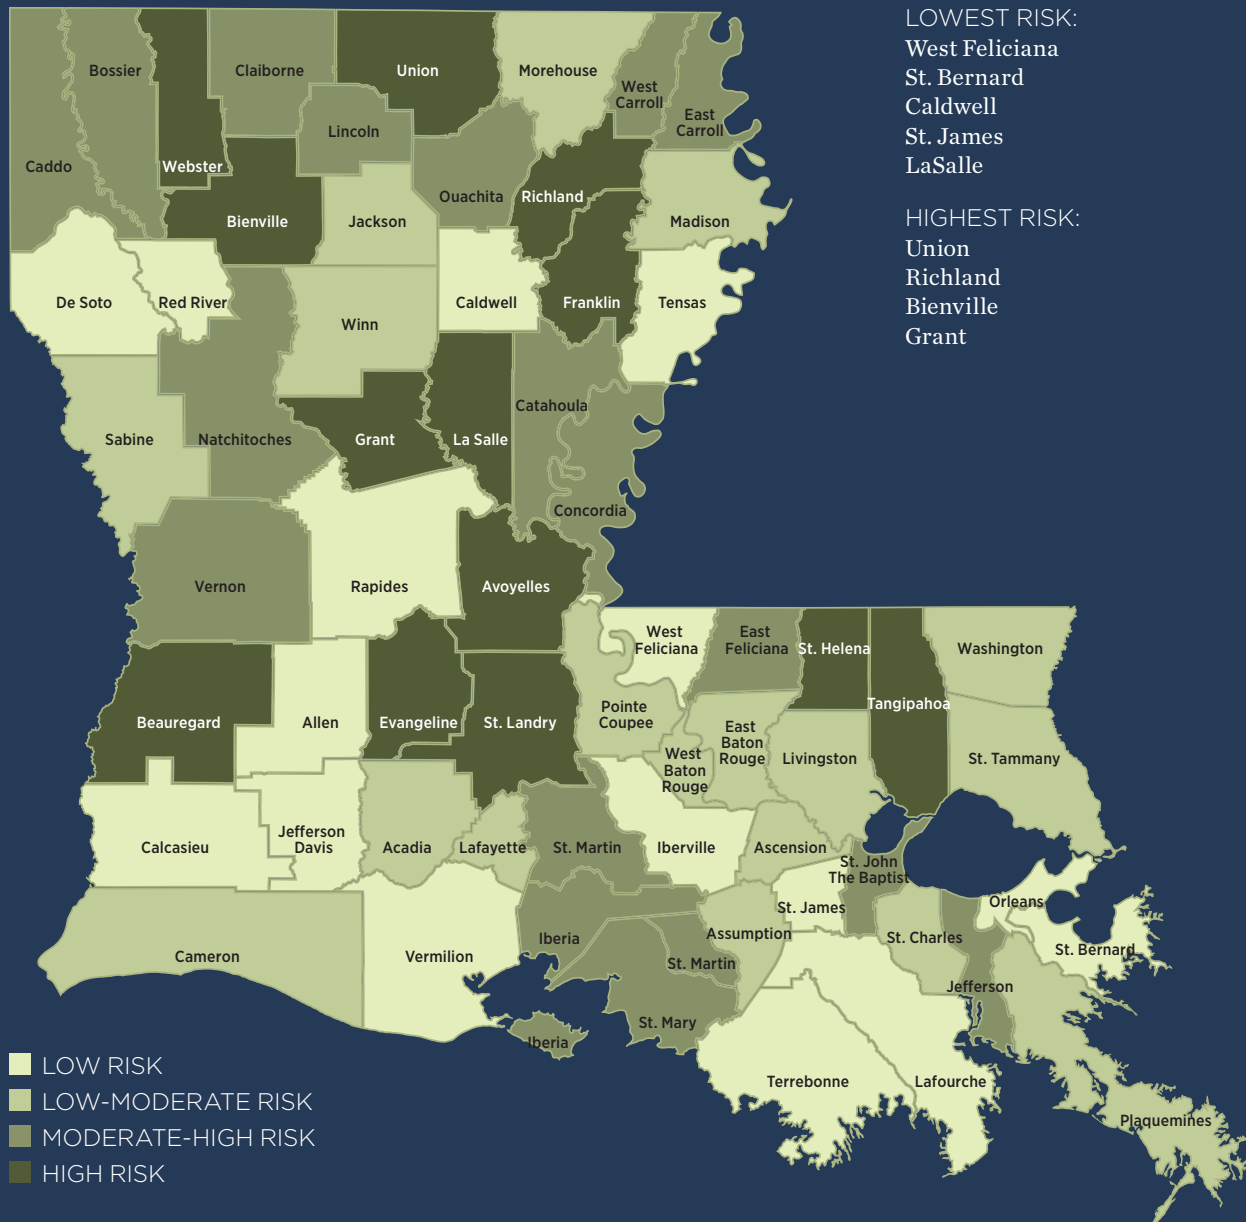 LOWEST RISK:
West Feliciana
St. Bernard
Caldwell
St. James
LaSalle
HIGHEST RISK:
Union
Richland
Bienville
Grant
Bossier
Claiborne
Union
Morehouse
West
Carroll
East
Carroll
Lincoln
Caddo
Webster
Ouachita
Richland
Bienville
Jackson
Madison
De Soto
Red River
Caldwell
Franklin
Tensas
Winn
Catahoula
Sabine
Natchitoches
Grant
La Salle
Concordia
Vernon
Rapides
Avoyelles
West
Feliciana
East
Feliciana
St. Helena
Washington
Tangipahoa
Beauregard
Allen
Evangeline
St. Landry
Pointe
Coupee
East
Baton
Rouge
West
Baton
Rouge
Livingston
St. Tammany
Calcasieu
Jefferson
Davis
Acadia
Lafayette
St. Martin
Iberville
Ascension
St. John
The Baptist
St. James
Orleans
Assumption
St. Charles
St. Bernard
Cameron
Vermilion
Iberia
St. Martin
Jefferson
St. Mary
Iberia
Terrebonne
Lafourche
Plaquemines
LOW RISK
LOW-MODERATE RISK
MODERATE-HIGH RISK
HIGH RISK